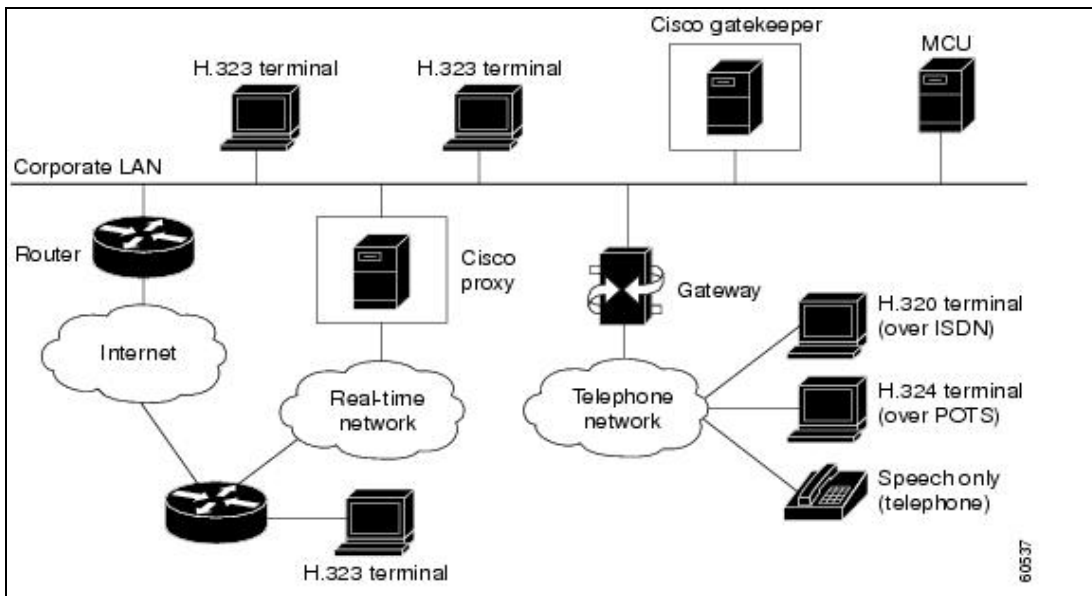 Cisco gatekeeper
MCU
H.323 terminal
H.323 terminal
Corporate LAN
Router
Cisco
proxy
Gateway
H.320 terminal
(over ISDN)
Internet
Real-time
network
Telephone
network
H.324 terminal
(over POTS)
Speech only
(telephone)
H.323 terminal
60537